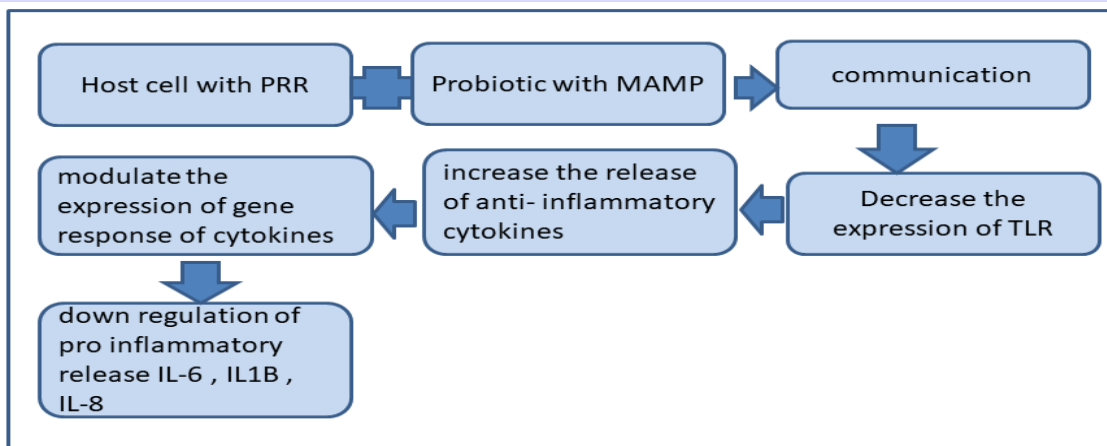 Host cell with PRR
Probiotic with MAMP
communication
Decrease the
expression of TLR
increase the release
of anti- inflammatory
cytokines
modulate the
expression of gene
response of cytokines
down regulation of
pro inflammatory
release IL-6 , IL1B ,
IL-8